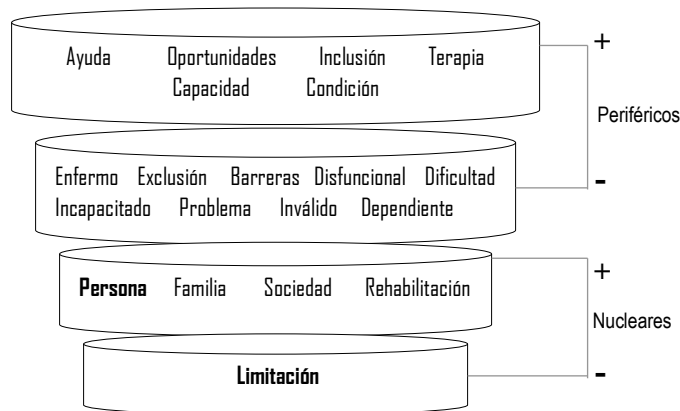 Ayuda Oportunidades Inclusión Terapia
Capacidad Condición
+
Periféricos
Enfermo Exclusión Barreras Disfuncional Dificultad
-
Incapacitado Problema Inválido Dependiente
+
Persona Familia Sociedad Rehabilitación
Nucleares
Limitación
-